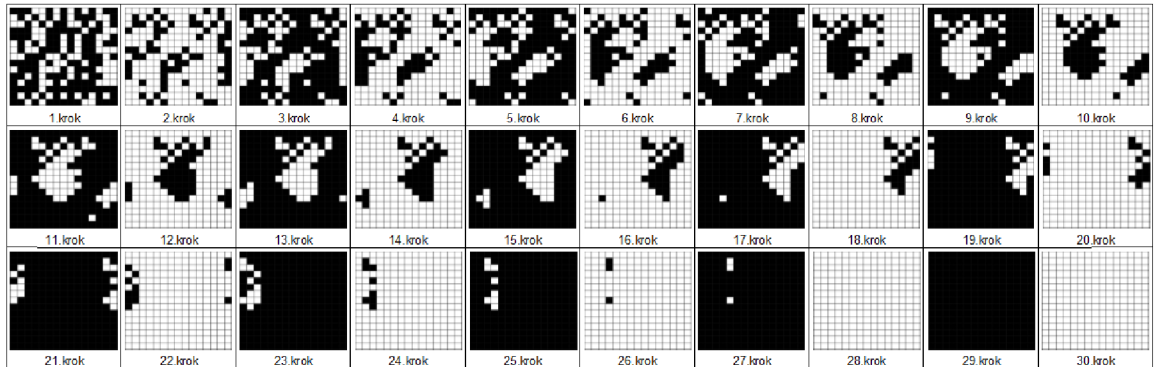 1.krok 2.krok 3.krok 4.krok 5.krok 6.krok 7.krok 8.krok 9.krok 10.krok
11.krok 12.krok 13.krok 14.krok 15.krok 16.krok 17.krok 18.krok 19.krok 20.krok
21.krok 22.krok 23.krok 24.krok 25.krok 26.krok 27.krok 28.krok 29.krok 30.krok